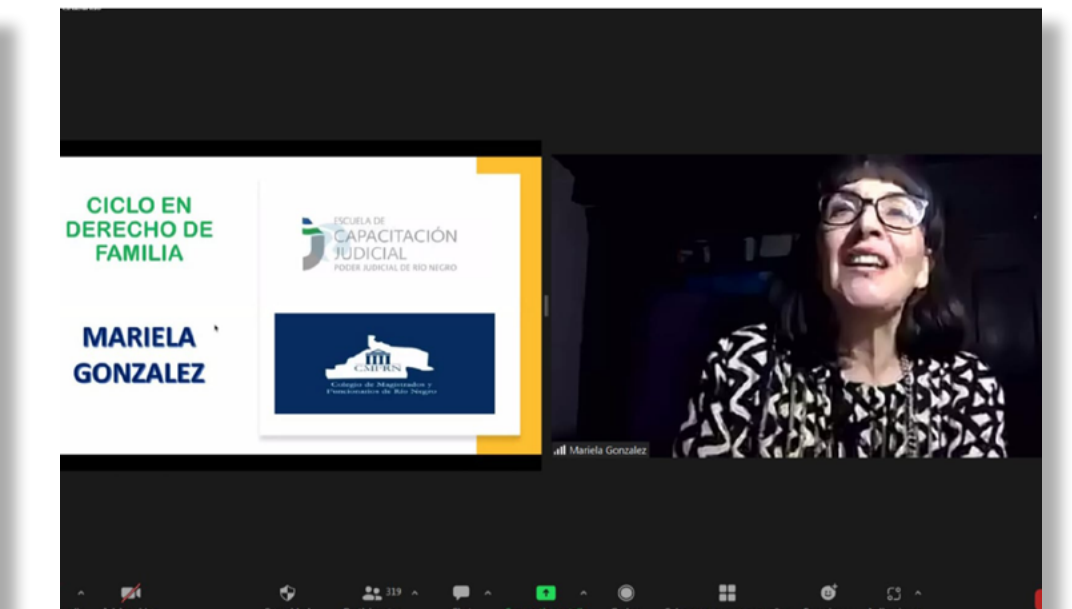 CICLO EN
DERECHO DE
FAMILIA
MARIELA
GONZALEZ
ESCUELA DE
CAPACITACIÓN
JUDICIAL
PODER JUDICIAL DE RÍO NEGRO
CMFRN
Colegio de Magistrados y
Funcionarios de Río Negro
Mariela Gonzalez
319